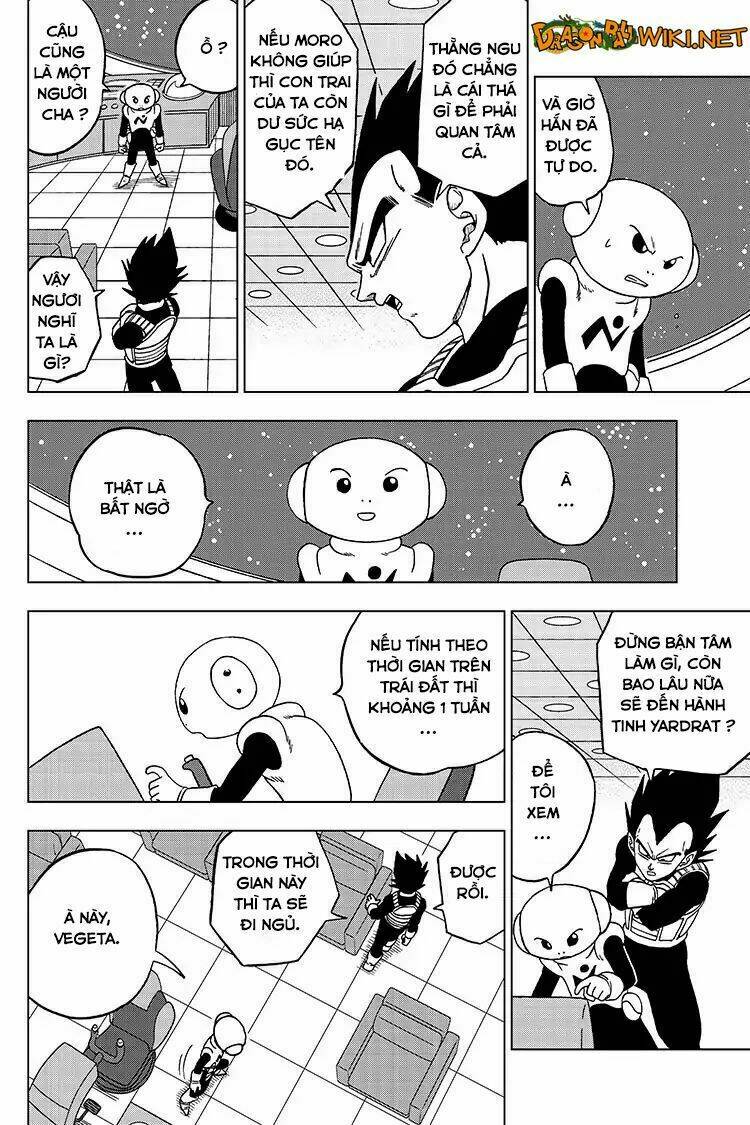 DRAGON BALL WIKI.NET
VÀ GIỜ
HẮN ĐÃ
ĐƯỢC
TỰ DO.
THẰNG NGU
ĐÓ CHẲNG
LÀ CÁI THÁ
GÌ ĐỂ PHẢI
QUAN TÂM
CẢ.
NẾU MORO
KHÔNG GIÚP
THÌ CON TRAI
CỦA TA CÒN
DƯ SỨC HẠ
GỤC TÊN
ĐÓ.
Ồ ?
CẬU
CŨNG
LÀ MỘT
NGƯỜI
CHA ?
VẬY
NGƯƠI
NGHĨ
TA LÀ
GÌ?
À
...
THẬT LÀ
BẤT NGỜ
...
ĐỪNG BẬN TÂM
LÀM GÌ, CÒN
BAO LÂU NỮA
SẼ ĐẾN HÀNH
TINH YARDRAT ?
ĐỂ
TÔI
XEM
...
NẾU TÍNH THEO
THỜI GIAN TRÊN
TRÁI ĐẤT THÌ
KHOẢNG 1 TUẦN
...
ĐƯỢC
RỒI.
TRONG THỜI
GIAN NÀY
THÌ TA SẼ
ĐI NGỦ.
À NÀY,
VEGETA.